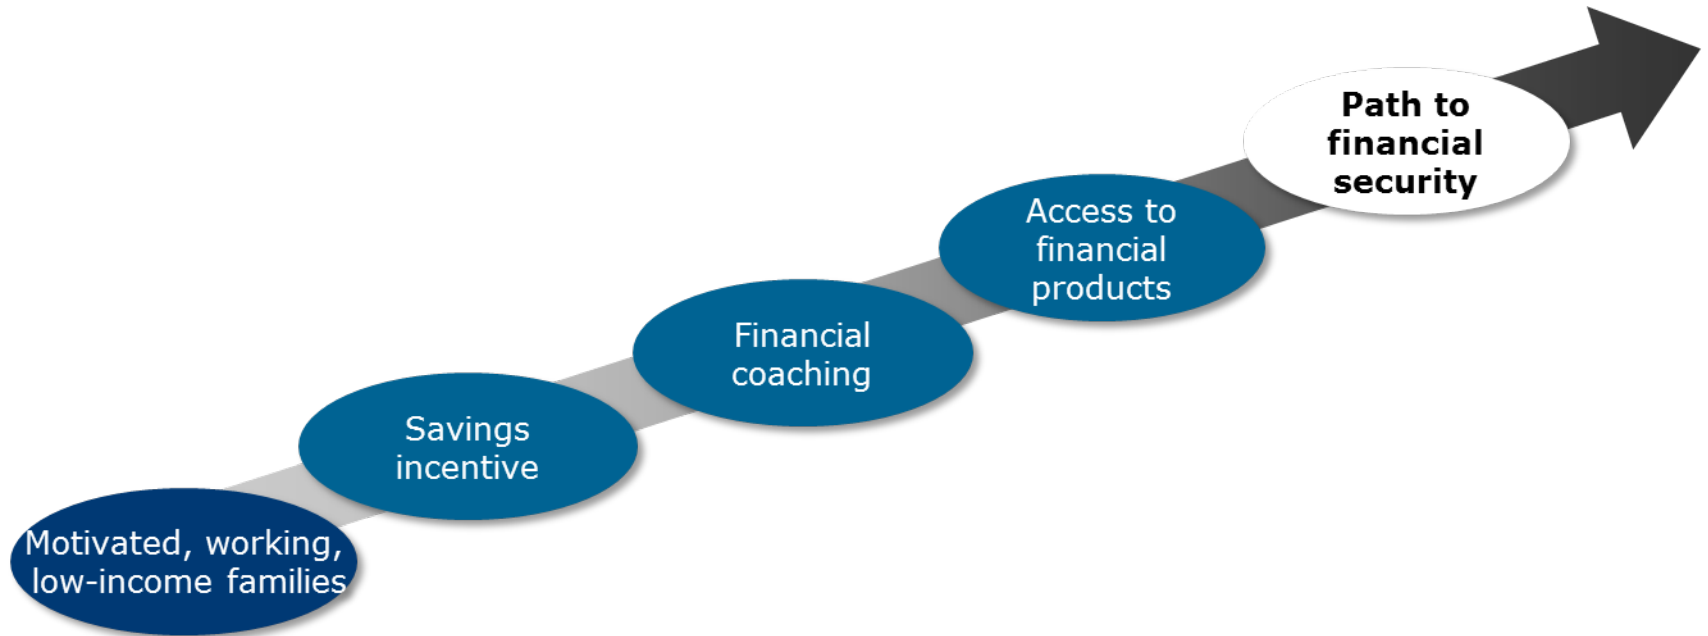 Motivated, working,
low-income families
Savings
incentive
Financial
coaching
Access to
financial
products
Path to
financial
security